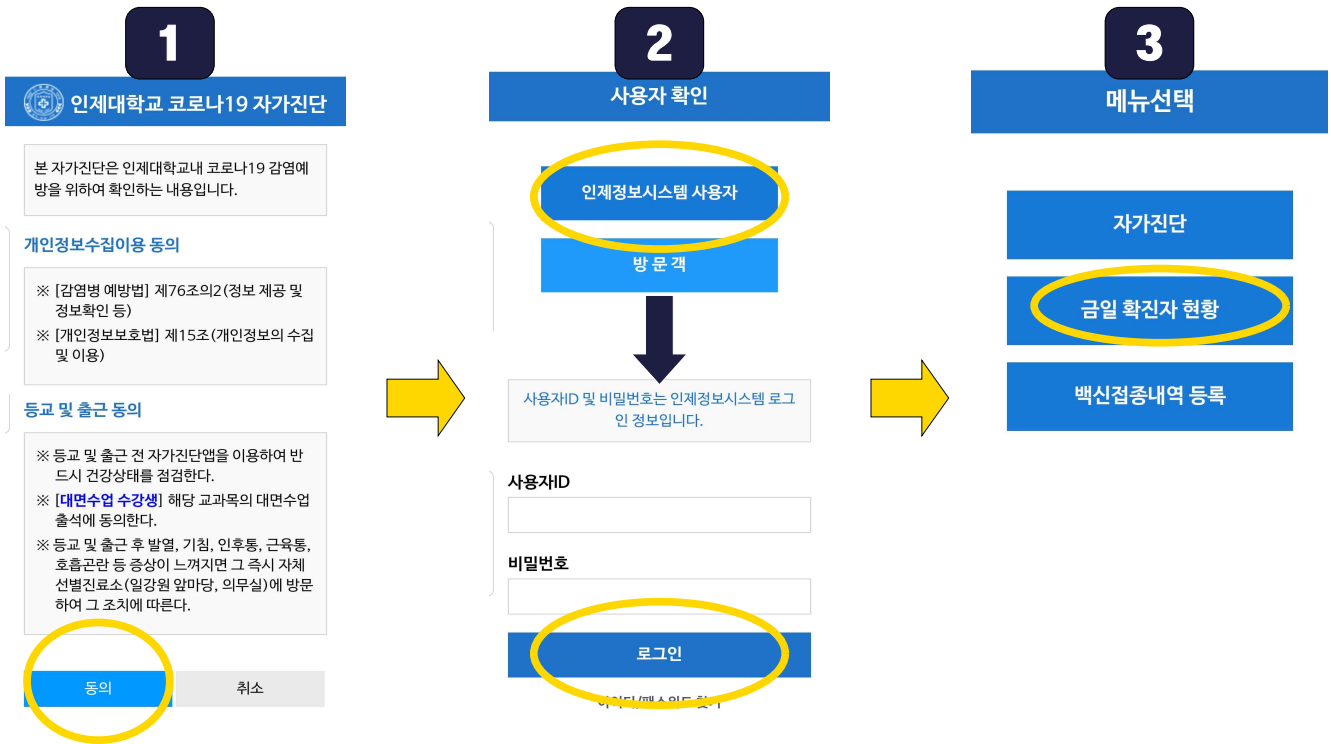 1
인제대학교 코로나19 자가진단
본 자가진단은 인제대학교내 코로나19 감염예
방을 위하여 확인하는 내용입니다.
개인정보수집이용 동의
※ [감염병 예방법] 제76조의2(정보 제공 및
정보확인 등)
※ [개인정보보호법] 제15조(개인정보의 수집
및 이용)
등교 및 출근 동의
※ 등교 및 출근 전 자가진단앱을 이용하여 반
드시 건강상태를 점검한다.
※ [대면수업 수강생] 해당 교과목의 대면수업
출석에 동의한다.
※ 등교 및 출근 후 발열, 기침, 인후통, 근육통,
호흡곤란 등 증상이 느껴지면 그 즉시 자체
선별진료소(일강원 앞마당, 의무실)에 방문
하여 그 조치에 따른다.
동의
취소
2
사용자 확인
인제정보시스템 사용자
방 문 객
사용자ID 및 비밀번호는 인제정보시스템 로그
인 정보입니다.
사용자ID
비밀번호
로그인
아이디/패스워드 찾기
3
메뉴선택
자가진단
금일 확진자 현황
백신접종내역 등록